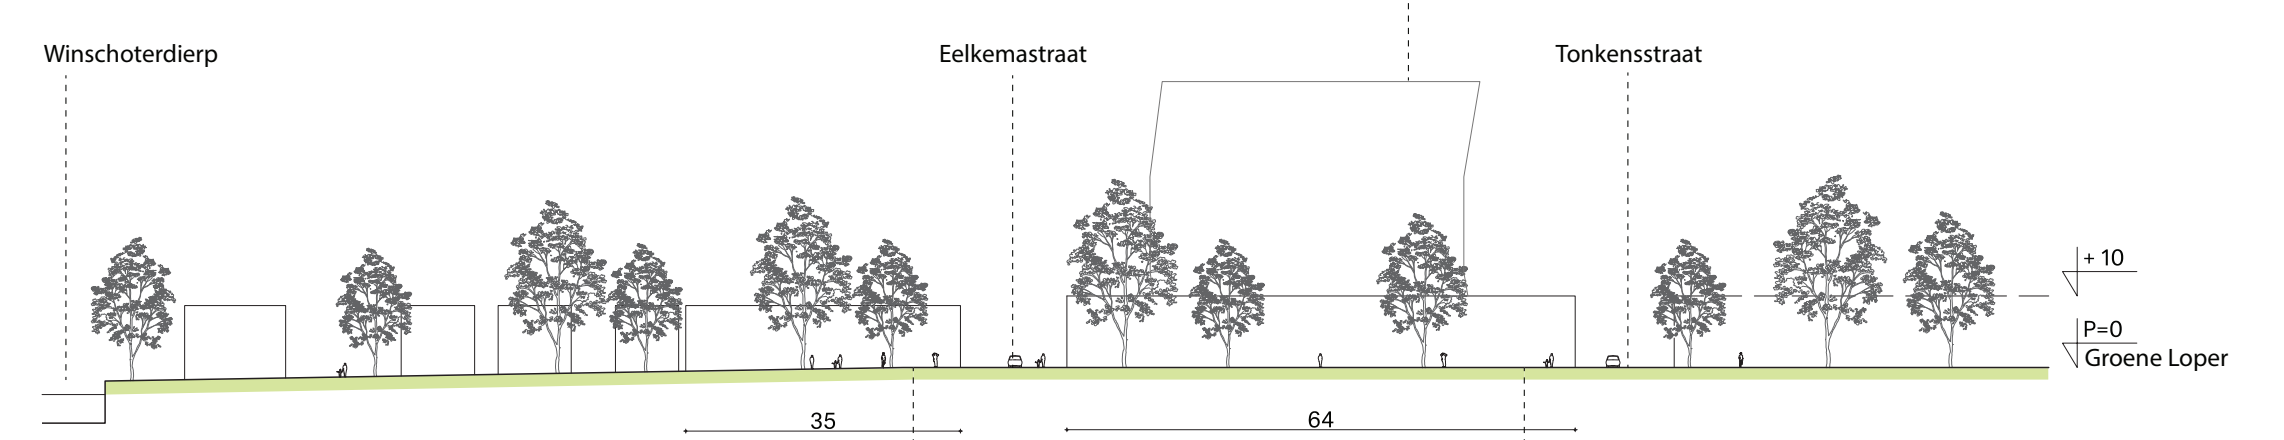 Winschoterdierp
Eelkemastraat
Tonkensstraat
+ 10
P=0
Groene Loper
35
64